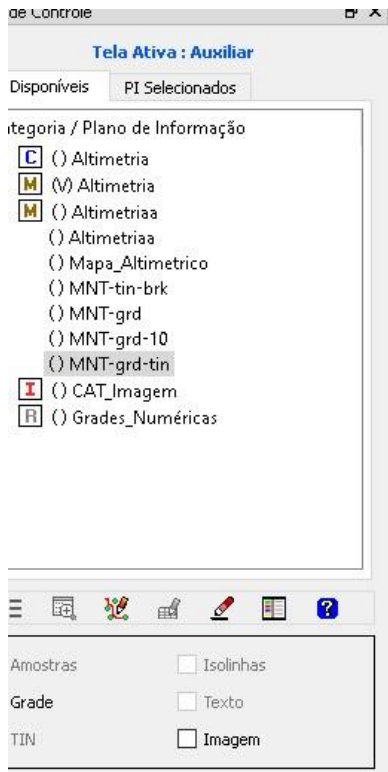 de Controle
Tela Ativa : Auxiliar
Disponíveis PI Selecionados
ategoria / Plano de Informação
C () Altimetria
M (V) Altimetria
M () Altimetriaa
() Altimetriaa
() Mapa_Altimetrico
() MNT-tin-brk
() MNT-grd
() MNT-grd-10
() MNT-grd-tin
I () CAT_Imagem
R () Grades_Numéricas
?
Amostras Isolinhas
Grade Texto
TIN Imagem